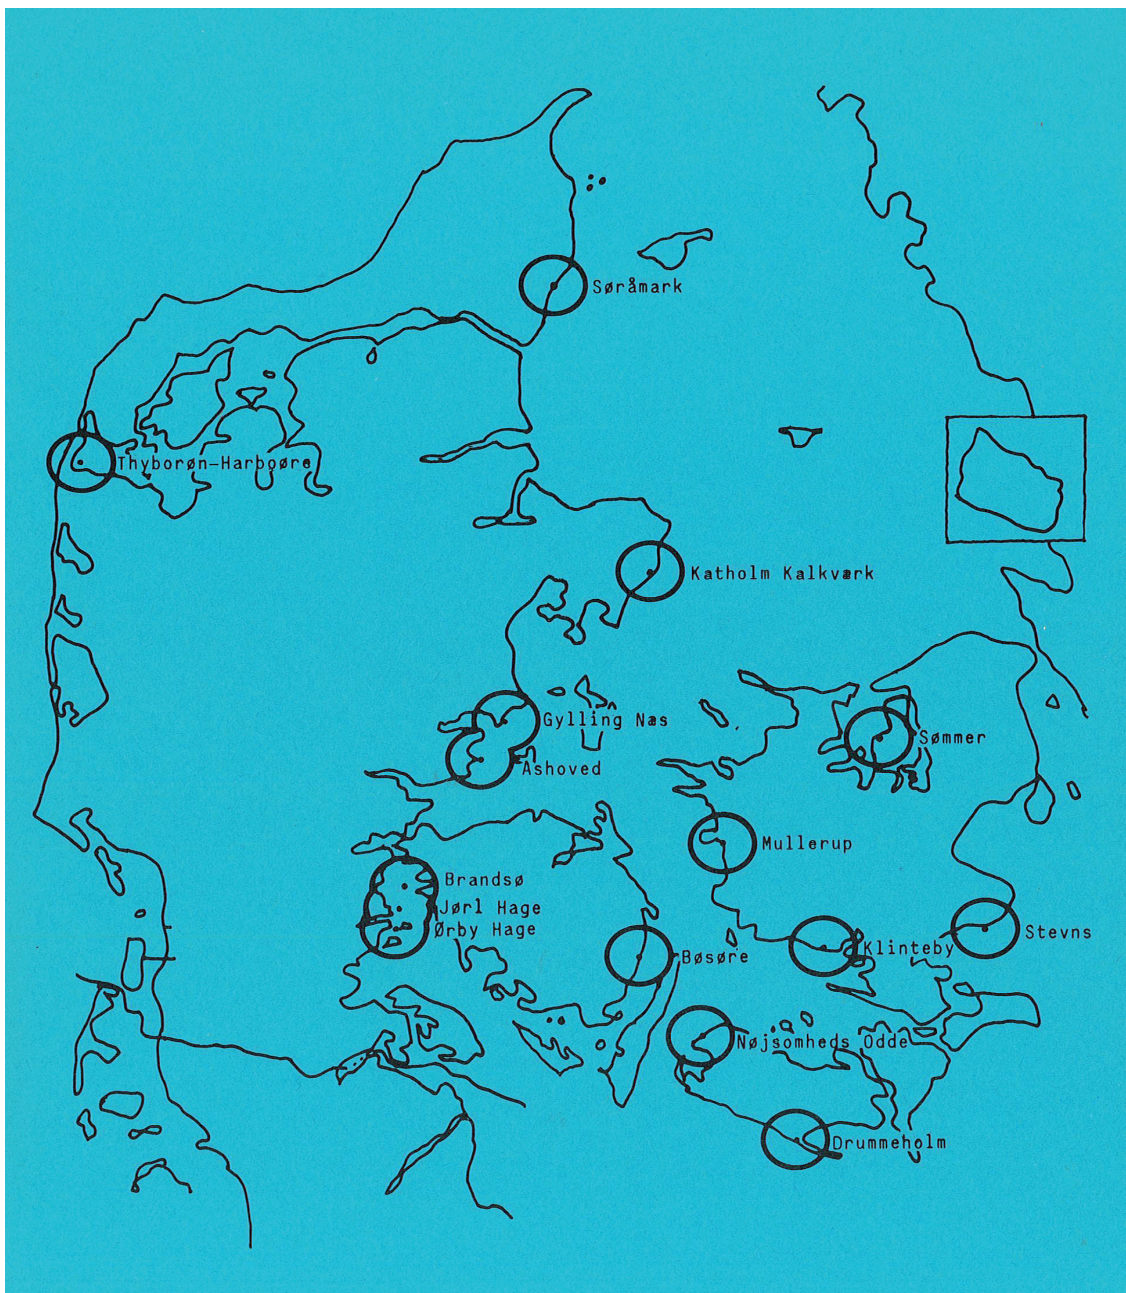 Søråmark
Thyborøn-Harboøre
Katholm Kalkværk
Gylling Næs
Ashoved
Sømmer
Mullerup
Brandsø
Jørl Hage
Ørby Hage
Stevns
Klinteby
Bøsøre
Nøjsomheds Odde
Drummeholm